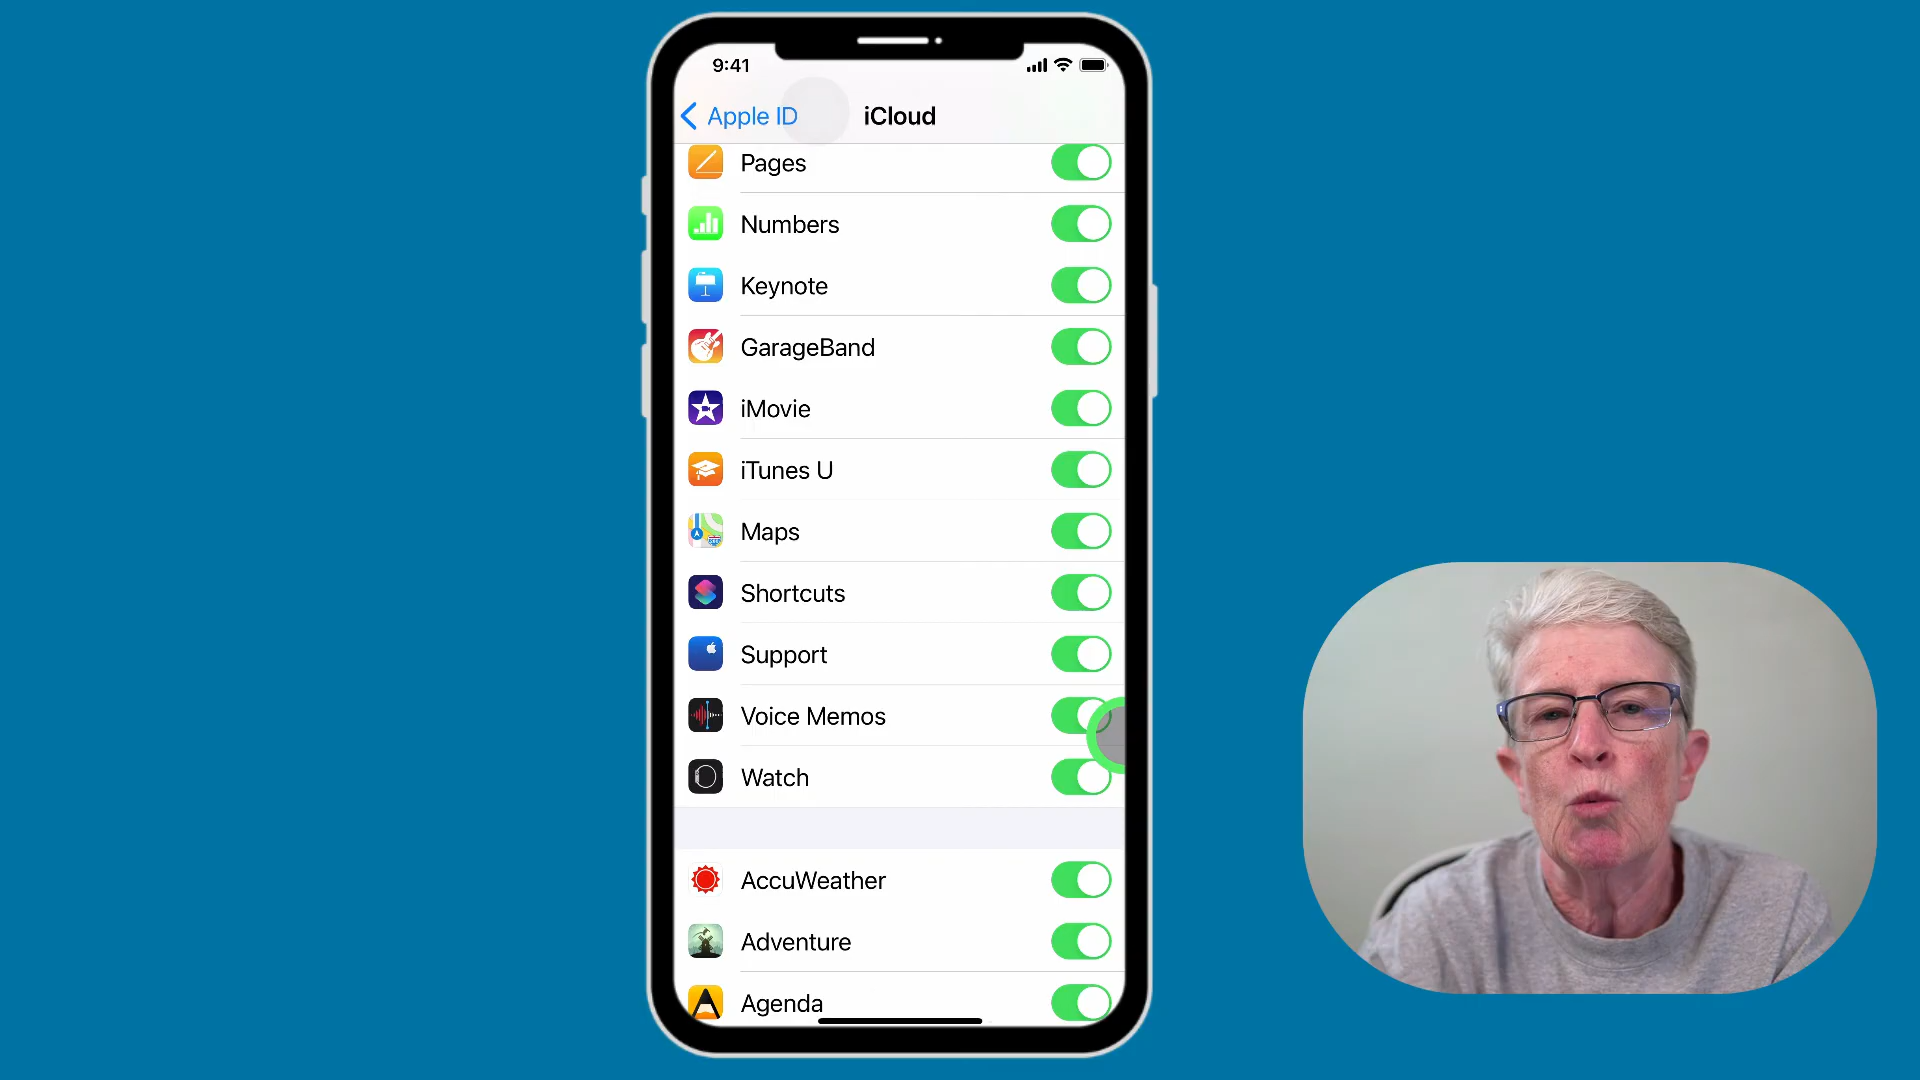 9:41
Apple ID
iCloud
Pages
Numbers
Keynote
GarageBand
iMovie
iTunes U
Maps
Shortcuts
Support
Voice Memos
Watch
AccuWeather
Adventure
Agenda